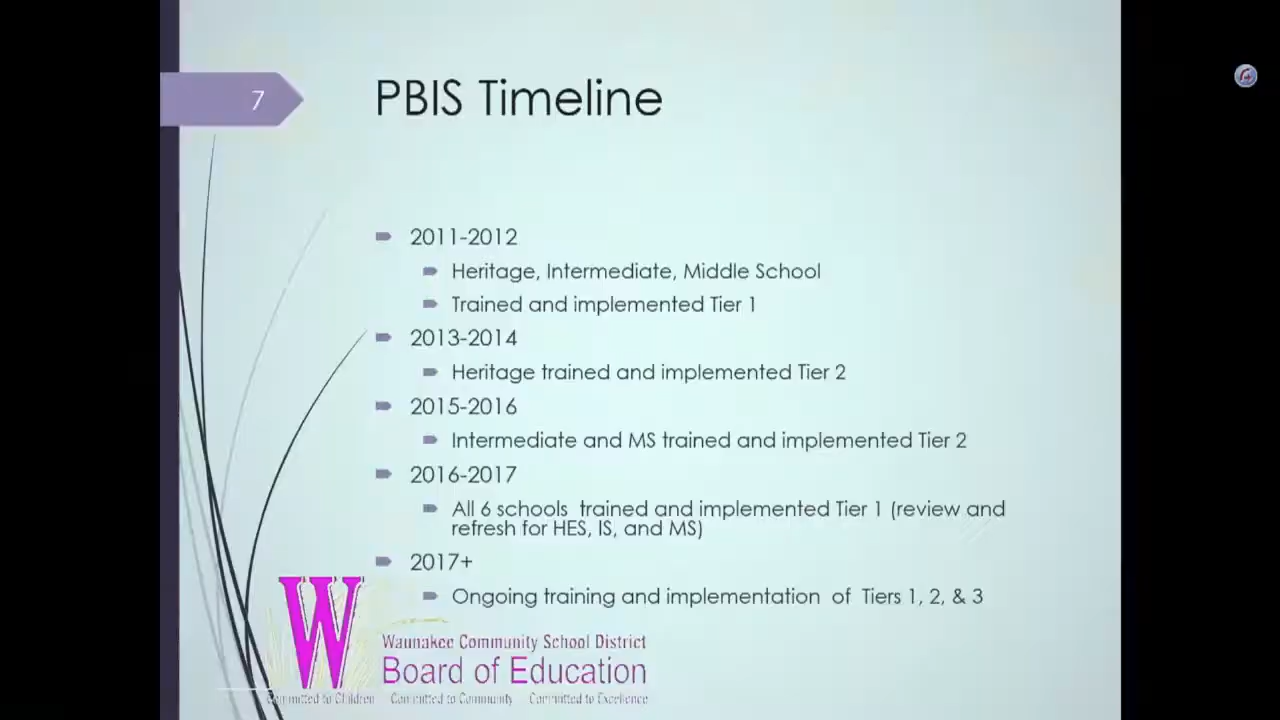 7
PBIS Timeline
2011-2012
Heritage, Intermediate, Middle School
Trained and implemented Tier 1
2013-2014
Heritage trained and implemented Tier 2
2015-2016
Intermediate and MS trained and implemented Tier 2
2016-2017
All 6 schools trained and implemented Tier 1 (review and
refresh for HES, IS, and MS)
2017+
Ongoing training and implementation of Tiers 1, 2, & 3
W
Waunakee Community School District
Board of Education
Committed to Children Committed to Community Committed to Excellence